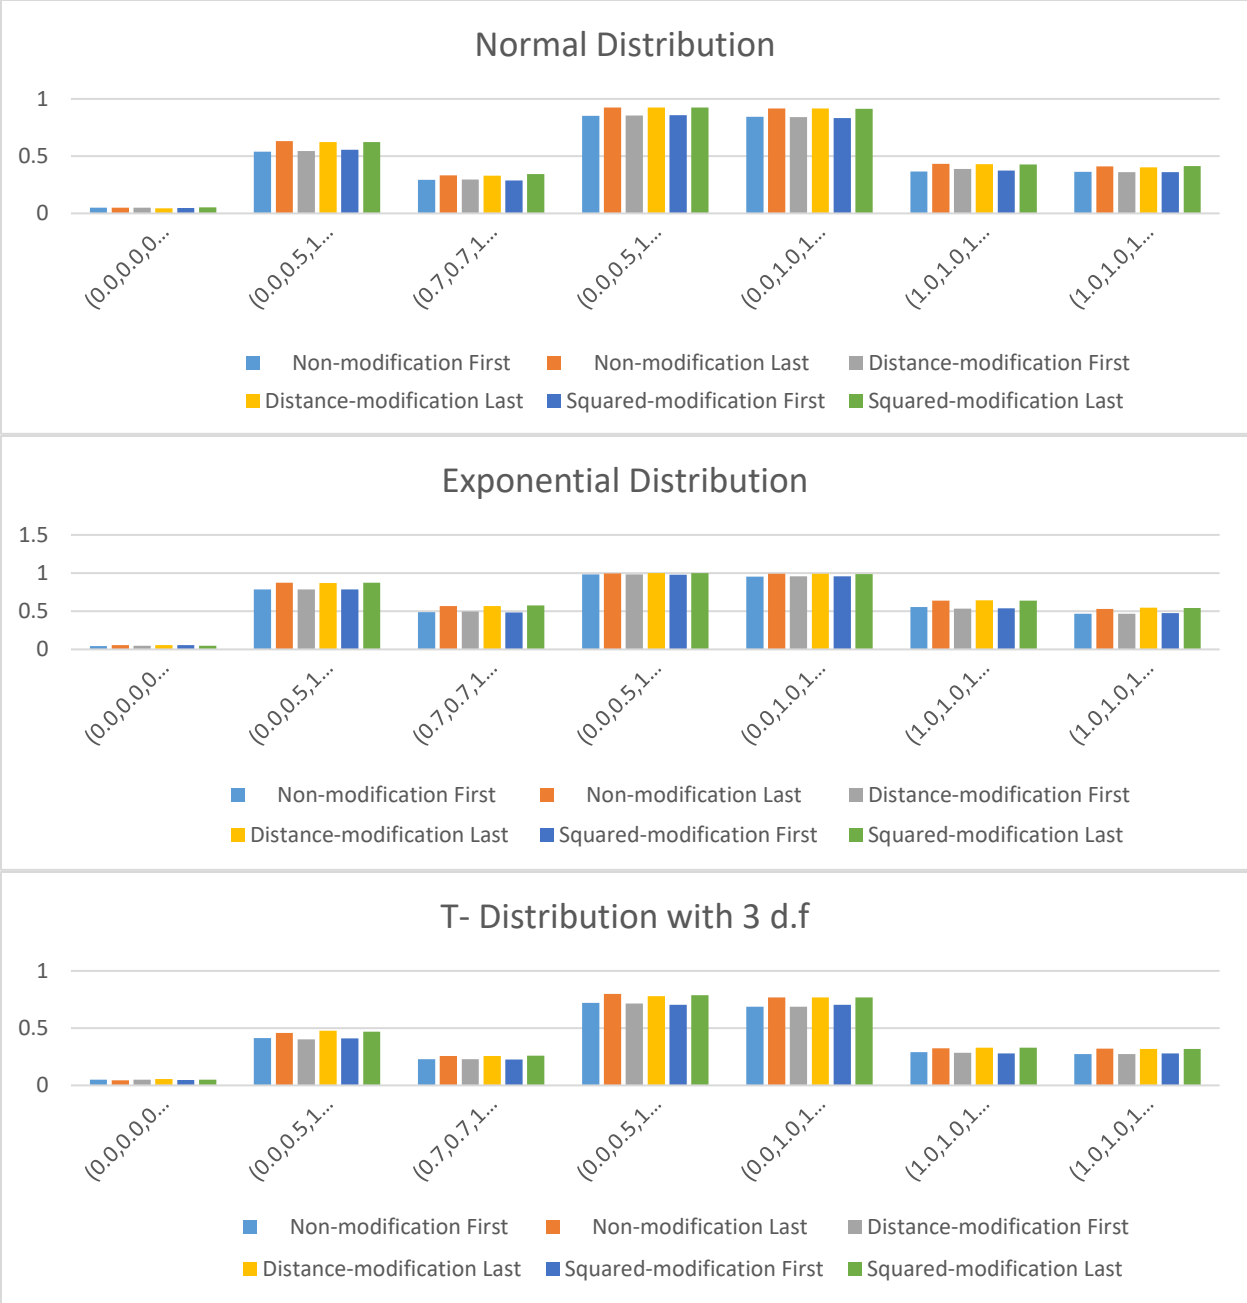 Normal Distribution
1
0.5
0
(0.0,0.0,0.0…
(0.0,0.5,1…
(0.7,0.7,1…
(0.0,0.5,1…
(0.0,1.0,1…
(1.0,1.0,1…
(1.0,1.0,1…
Non-modification First
Non-modification Last
Distance-modification First
Distance-modification Last
Squared-modification First
Squared-modification Last
Exponential Distribution
1.5
1
0.5
0
(0.0,0.0,0…
(0.0,0.5,1…
(0.7,0.7,1…
(0.0,0.5,1…
(0.0,1.0,1…
(1.0,1.0,1…
(1.0,1.0,1…
Non-modification First
Non-modification Last
Distance-modification First
Distance-modification Last
Squared-modification First
Squared-modification Last
T- Distribution with 3 d.f
1
0.5
0
(0.0,0.0,0…
(0.0,0.5,1…
(0.7,0.7,1…
(0.0,0.5,1…
(0.0,1.0,1…
(1.0,1.0,1…
(1.0,1.0,1…
Non-modification First
Non-modification Last
Distance-modification First
Distance-modification Last
Squared-modification First
Squared-modification Last